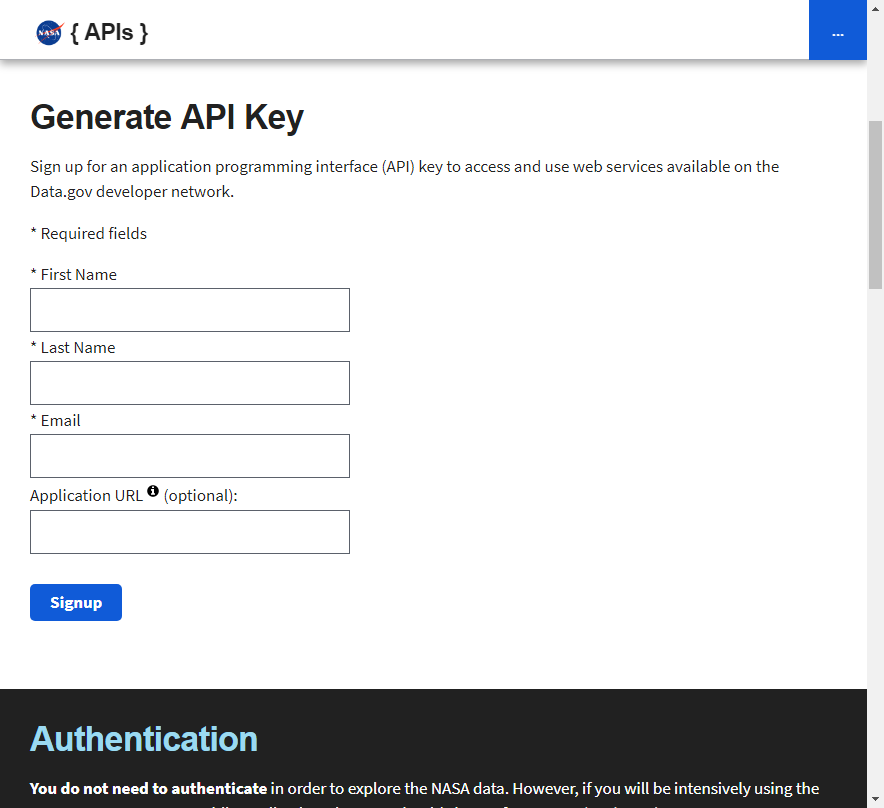 NASA { APIs }
...
Generate API Key
Sign up for an application programming interface (API) key to access and use web services available on the
Data.gov developer network.
* Required fields
* First Name
* Last Name
* Email
Application URL (optional):
Signup
Authentication
You do not need to authenticate in order to explore the NASA data. However, if you will be intensively using the